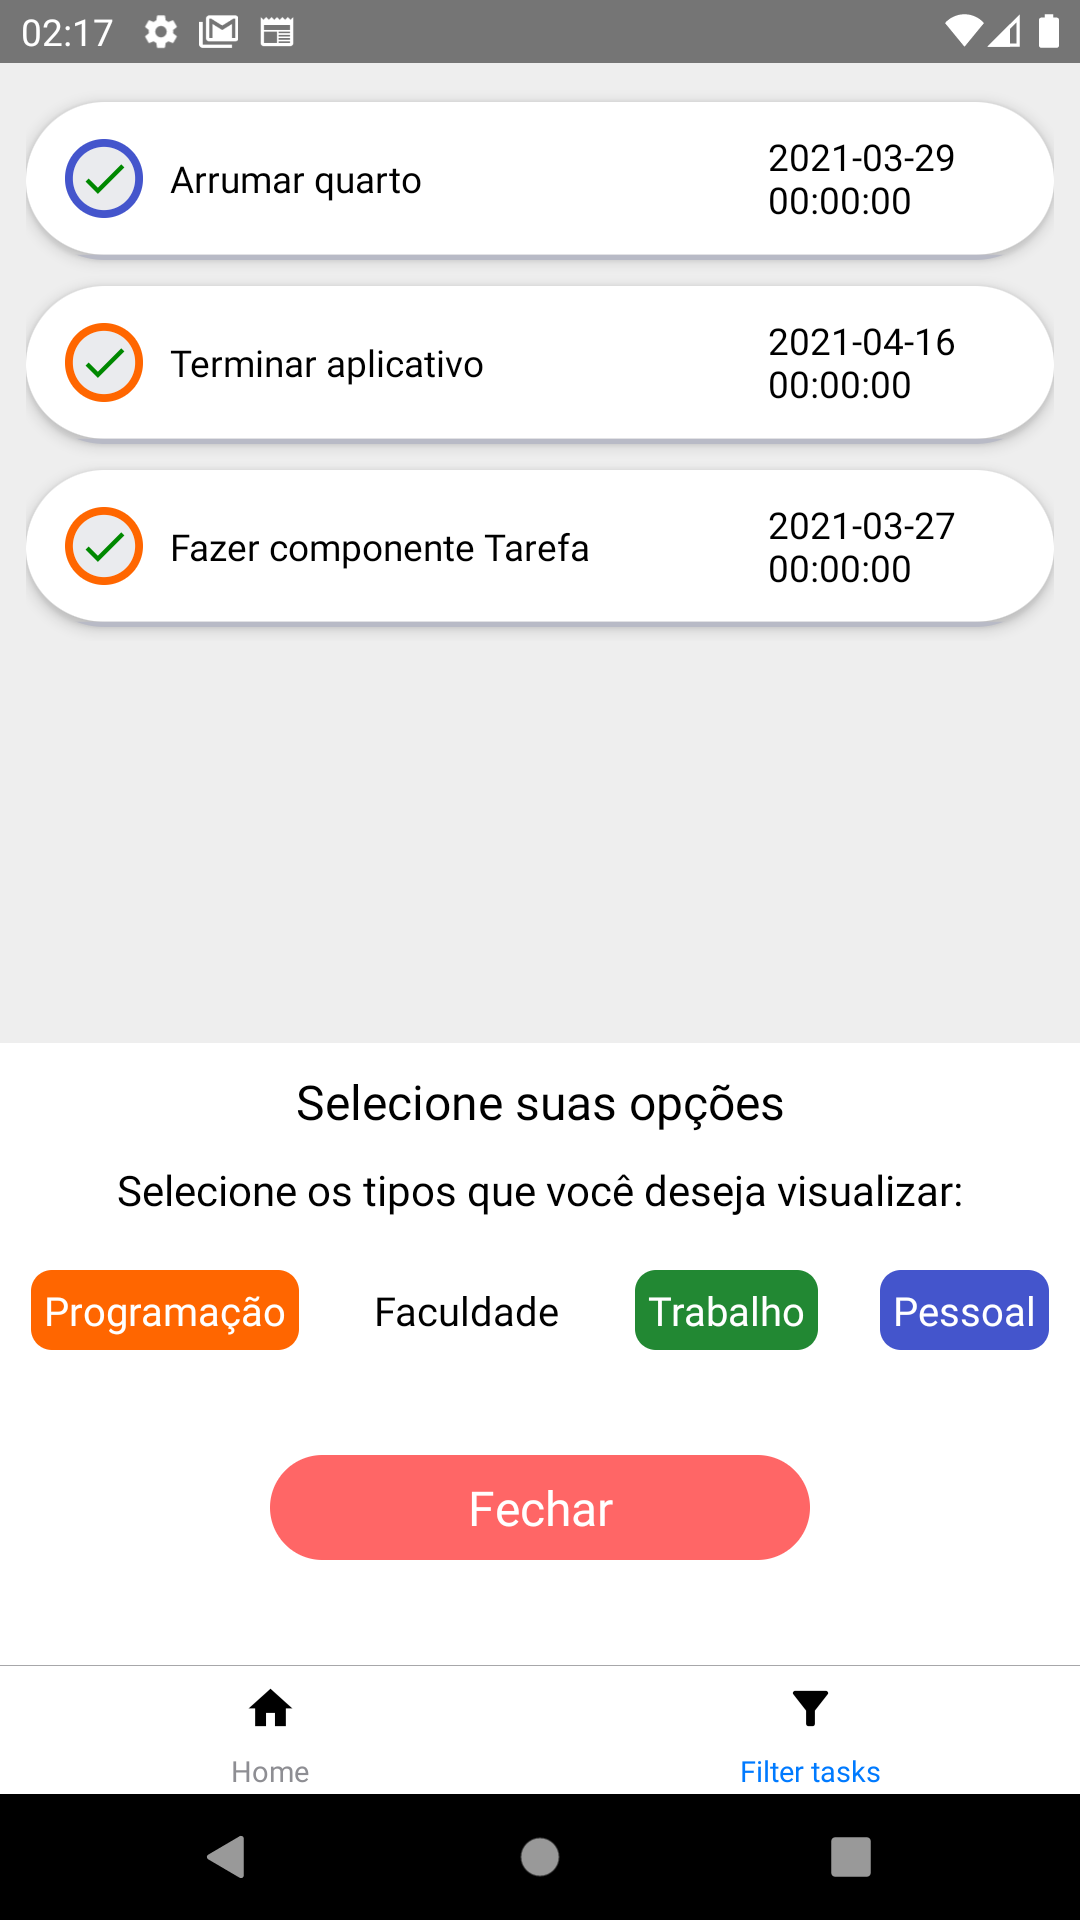 02:17
Arrumar quarto
2021-03-29
00:00:00
Terminar aplicativo
2021-04-16
00:00:00
Fazer componente Tarefa
2021-03-27
00:00:00
Selecione suas opções
Selecione os tipos que você deseja visualizar:
Programação Faculdade Trabalho Pessoal
Fechar
Home Filter tasks